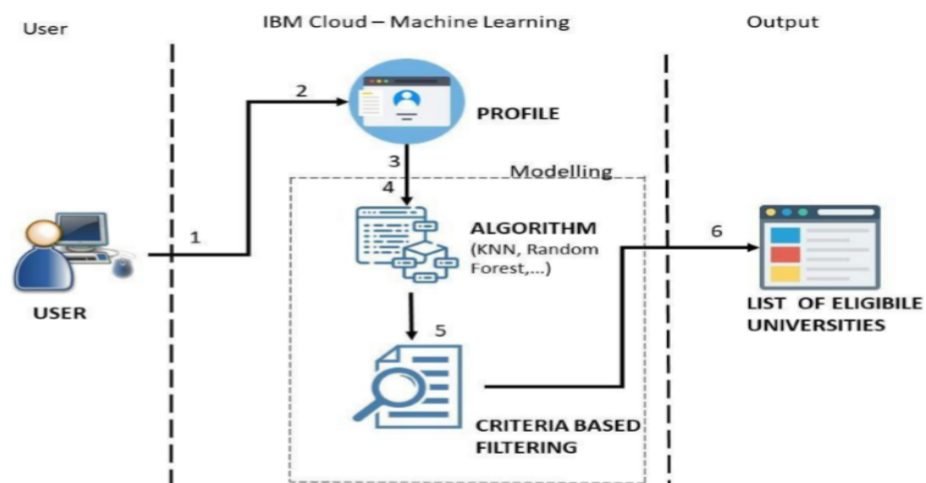 User
IBM Cloud – Machine Learning
Output
2
PROFILE
3
Modelling
4
1
ALGORITHM
(KNN, Random
Forest,...)
6
USER
LIST OF ELIGIBILE
UNIVERSITIES
5
CRITERIA BASED
FILTERING